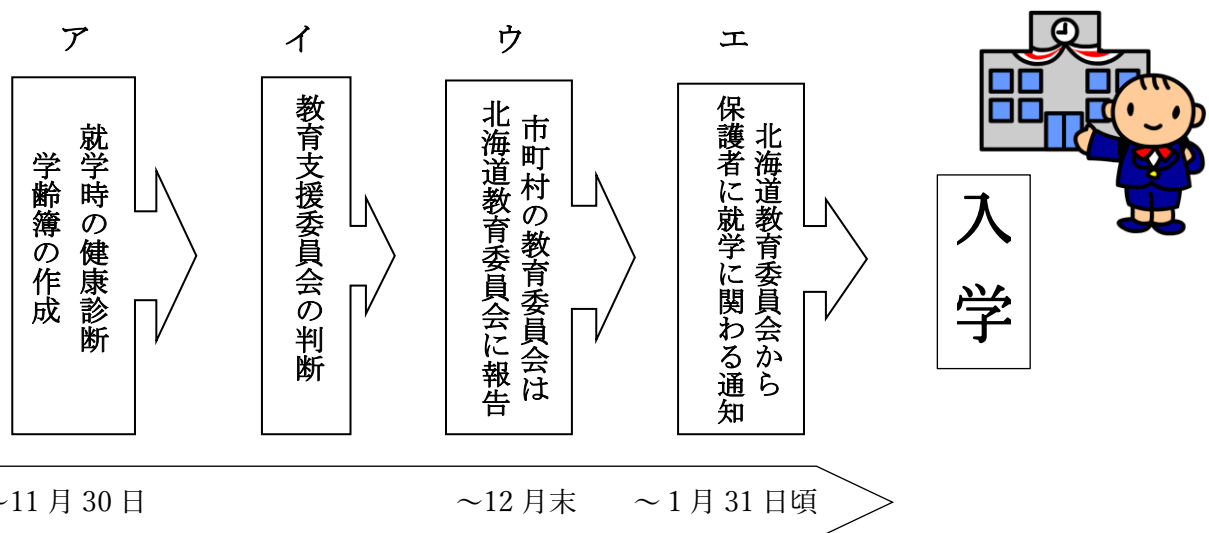 ア
イ
ウ
エ
就学時の健康診断
学齢簿の作成
教育支援委員会の判断
市町村の教育委員会は
北海道教育委員会に報告
北海道教育委員会から
保護者に就学に関わる通知
入学
～11月30日
～12月末
～1月31日頃